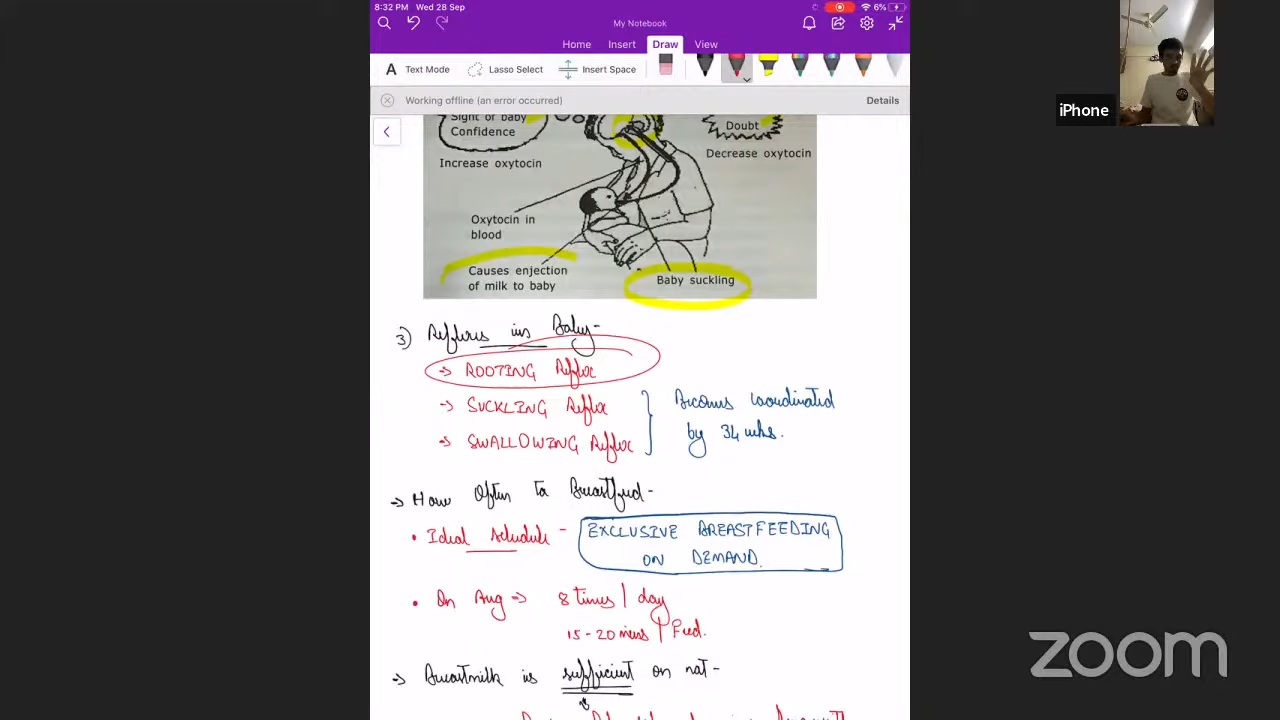 8:32 PM Wed 28 Sep
6%
My Notebook
Home Insert Draw View
Text Mode Lasso Select Insert Space
Working offline (an error occurred) Details
iPhone
Sight of baby
Confidence
Doubt
Increase oxytocin
Decrease oxytocin
Oxytocin in
blood
Causes enjection
of milk to baby
Baby suckling
3) Reflexes in Baby-
→ ROOTING Reflex
→ SUCKLING Reflex
→ SWALLOWING Reflex
Becomes coordinated
by 34 wks.
→ How Often to Breastfeed-
• Ideal Schedule -
EXCLUSIVE BREASTFEEDING
ON DEMAND.
• On Avg → 8 times / day
15-20 mins / Feed.
→ Breastmilk is sufficient or not-
zoom